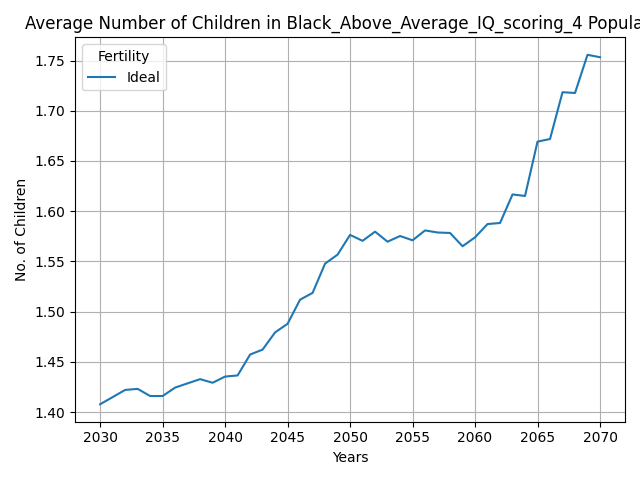 Average Number of Children in Black_Above_Average_IQ_scoring_4 Popula
Fertility
Ideal
1.75
1.70
1.65
1.60
1.55
1.50
1.45
1.40
No. of Children
2030 2035 2040 2045 2050 2055 2060 2065 2070
Years